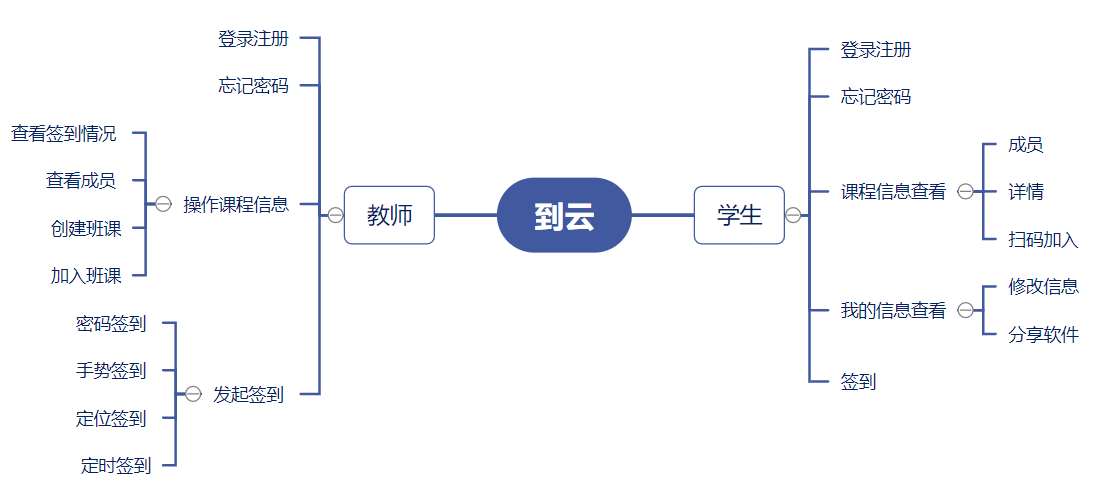 到云
教师
登录注册
忘记密码
操作课程信息
查看签到情况
查看成员
创建班课
加入班课
发起签到
密码签到
手势签到
定位签到
定时签到
学生
登录注册
忘记密码
课程信息查看
成员
详情
扫码加入
我的信息查看
修改信息
分享软件
签到